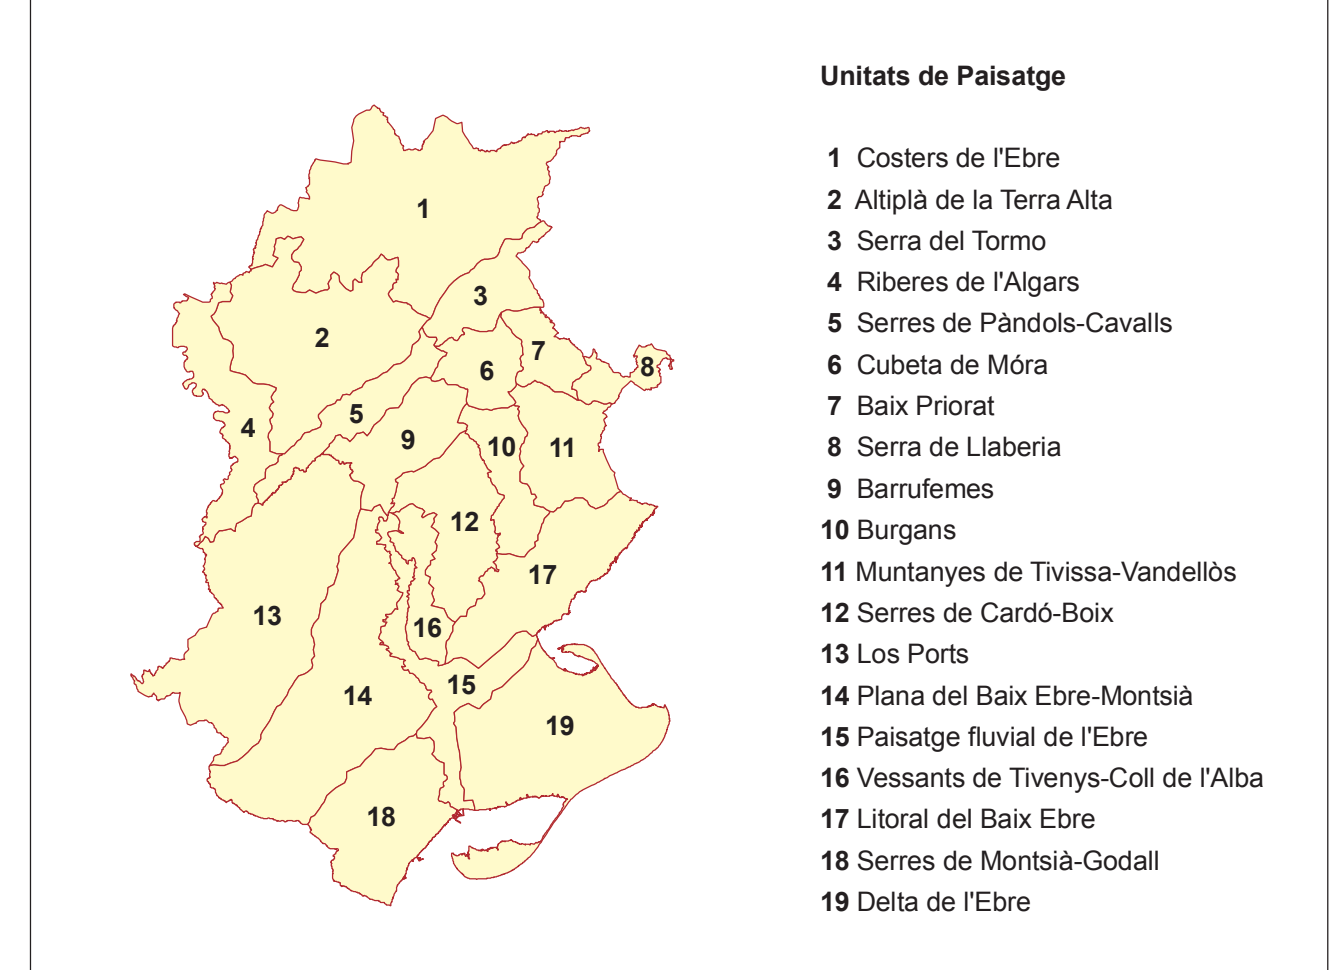 Unitats de Paisatge
1 Costers de l'Ebre
2 Altiplà de la Terra Alta
3 Serra del Tormo
4 Riberes de l'Algars
5 Serres de Pàndols-Cavalls
6 Cubeta de Móra
7 Baix Priorat
8 Serra de Llaberia
9 Barrufemes
10 Burgans
11 Muntanyes de Tivissa-Vandellòs
12 Serres de Cardó-Boix
13 Los Ports
14 Plana del Baix Ebre-Montsià
15 Paisatge fluvial de l'Ebre
16 Vessants de Tivenys-Coll de l'Alba
17 Litoral del Baix Ebre
18 Serres de Montsià-Godall
19 Delta de l'Ebre
1
3
2
7
8
6
5
4
9
10
11
12
17
13
16
15
14
19
18